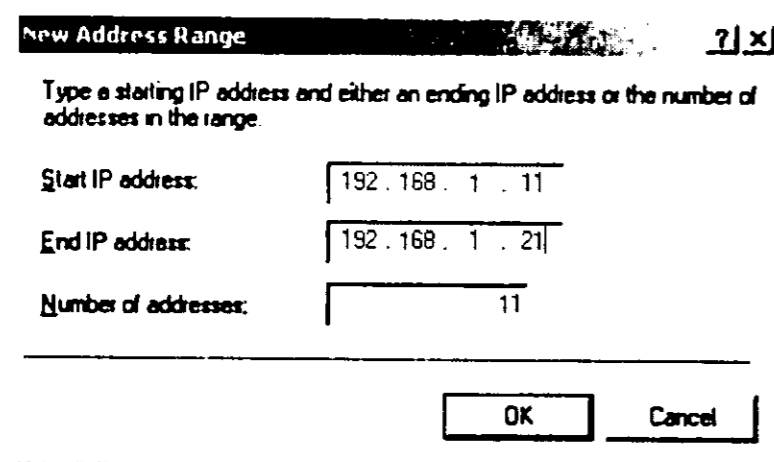 New Address Range
Type a starting IP address and either an ending IP address or the number of
addresses in the range.
Start IP address: 192 . 168 . 1 . 11
End IP address: 192 . 168 . 1 . 21
Number of addresses: 11
OK Cancel